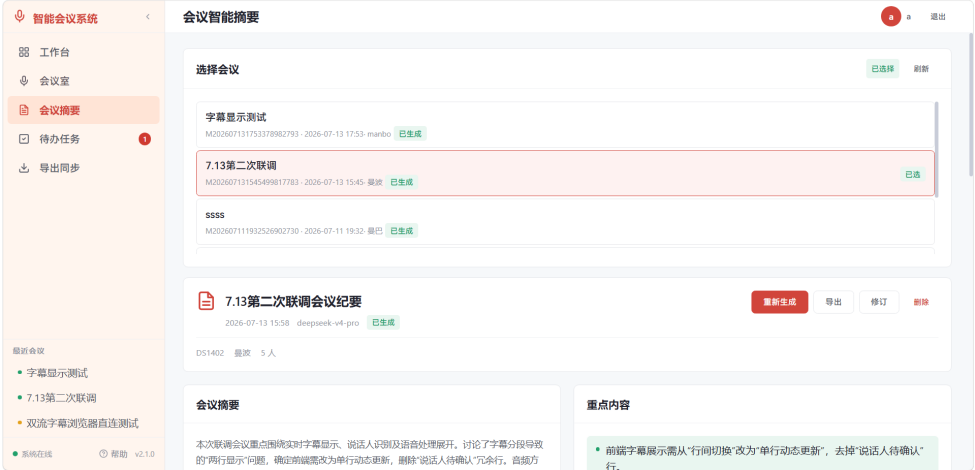 智能会议系统
工作台
会议室
会议摘要
待办任务 1
导出同步
最近会议
字幕显示测试
7.13第二次联调
双流字幕浏览器直连测试
系统在线 帮助 v2.1.0
会议智能摘要
a a 退出
选择会议
已选择 刷新
字幕显示测试
M202607131753378982793 · 2026-07-13 17:53· manbo 已生成
7.13第二次联调
M202607131545499817783 · 2026-07-13 15:45· 曼波 已生成
已选
ssss
M202607111932526902730 · 2026-07-11 19:32· 曼巴 已生成
7.13第二次联调会议纪要
2026-07-13 15:58 deepseek-v4-pro 已生成
重新生成 导出 修订 删除
DS1402 曼波 5 人
会议摘要
本次联调会议重点围绕实时字幕显示、说话人识别及语音处理展开。讨论了字幕分段导致
的“两行显示”问题，确定前端需改为单行动态更新，删除“说话人待确认”冗余行。音频方
重点内容
前端字幕展示需从“行间切换”改为“单行动态更新”，去掉“说话人待确认”
行。